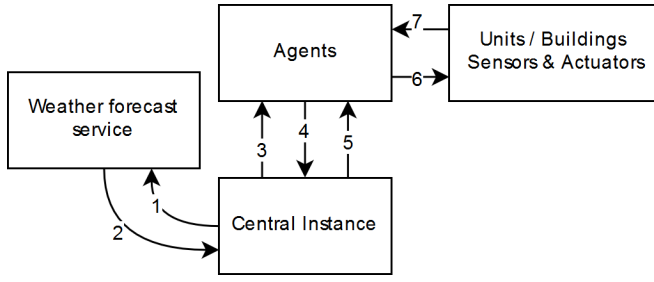 7
Agents
Units / Buildings
Sensors & Actuators
6
Weather forecast
service
3
4
5
1
2
Central Instance